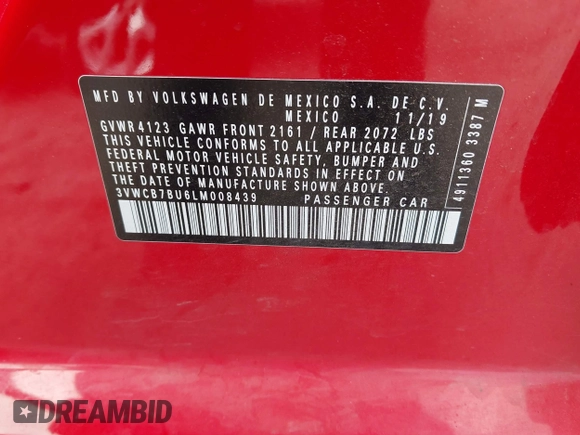 MFD BY VOLKSWAGEN DE MEXICO S.A. DE C.V.
MEXICO 11/19
GVWR 4123 GAWR FRONT 2161 / REAR 2072 LBS
THIS VEHICLE CONFORMS TO ALL APPLICABLE U.S.
FEDERAL MOTOR VEHICLE SAFETY, BUMPER AND
THEFT PREVENTION STANDARDS IN EFFECT ON
THE DATE OF MANUFACTURE SHOWN ABOVE.
3VWCB7BU6LM008439 PASSENGER CAR
4911360 3387 M
DREAMBID